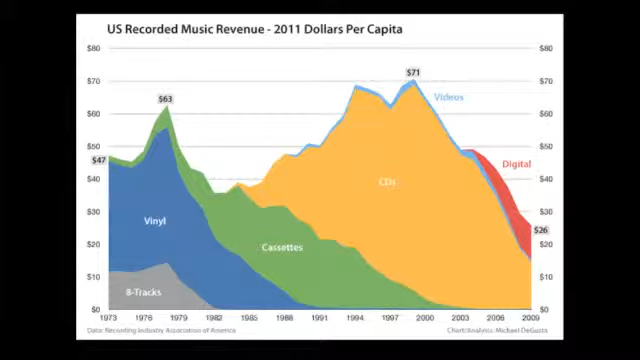 US Recorded Music Revenue - 2011 Dollars Per Capita
$80 $80
$71
$70 $70
Videos
$63
$60 $60
$50 $50
$47
Digital
$40 $40
CDs
$30 $30
Vinyl
$26
$20 $20
Cassettes
$10 $10
8-Tracks
$0 $0
1973 1976 1979 1982 1985 1988 1991 1994 1997 2000 2003 2006 2009
Data: Recording Industry Association of America Chart/Analysis: Michael DeGusta